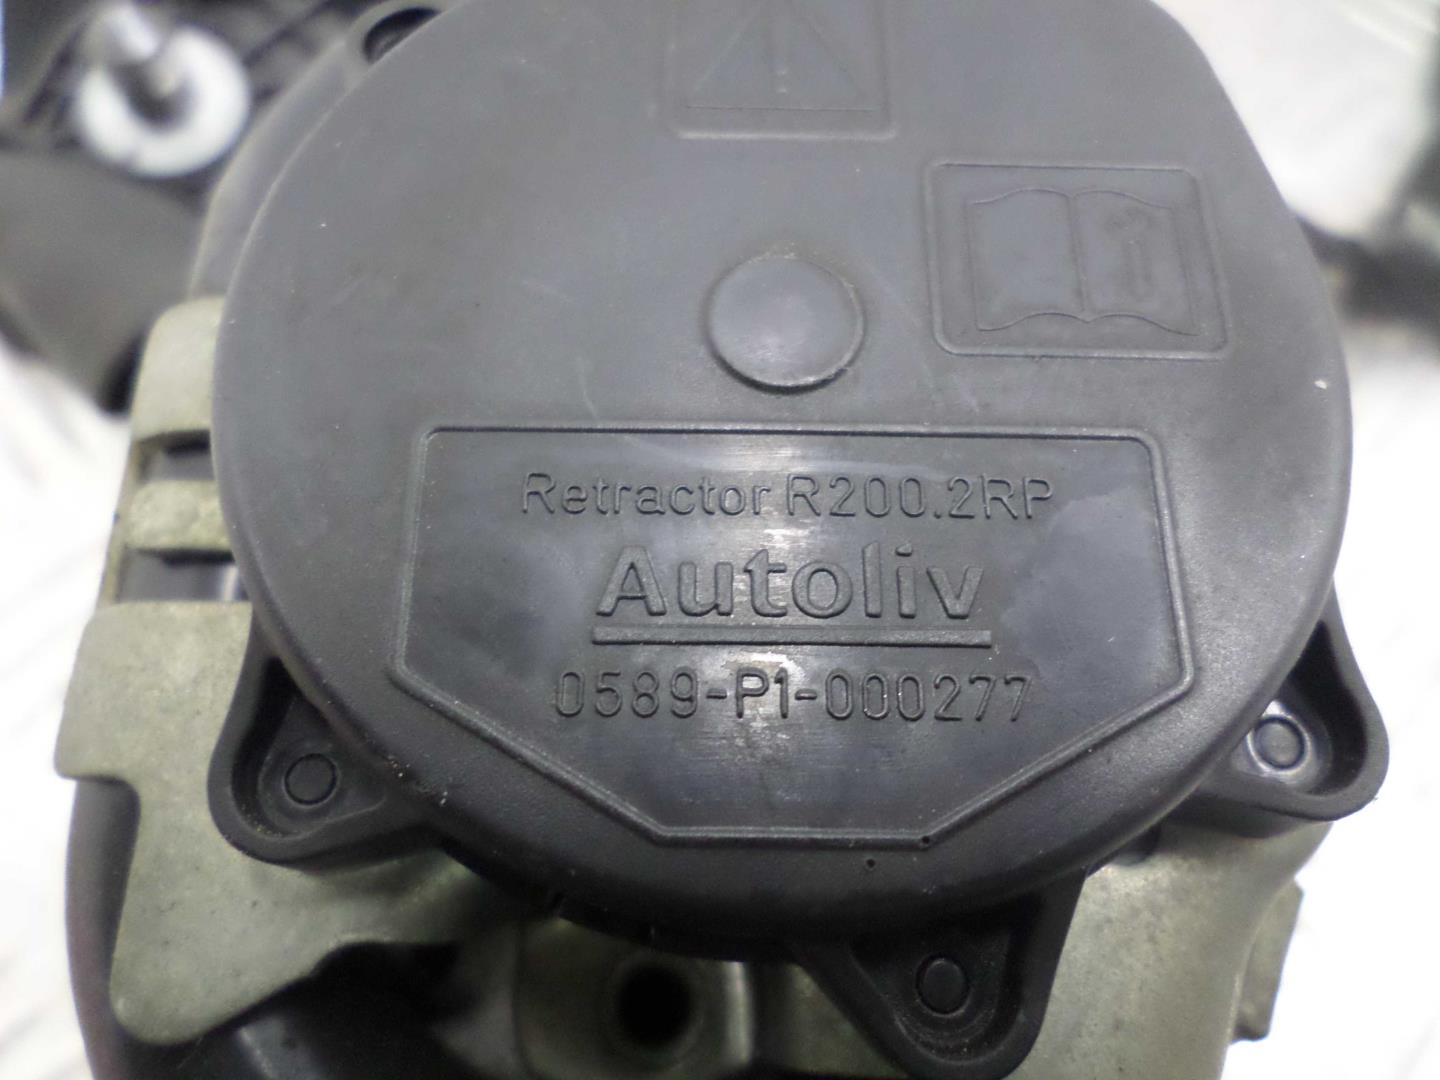 Retractor R200.2RP
Autoliv
0589-P1-000277